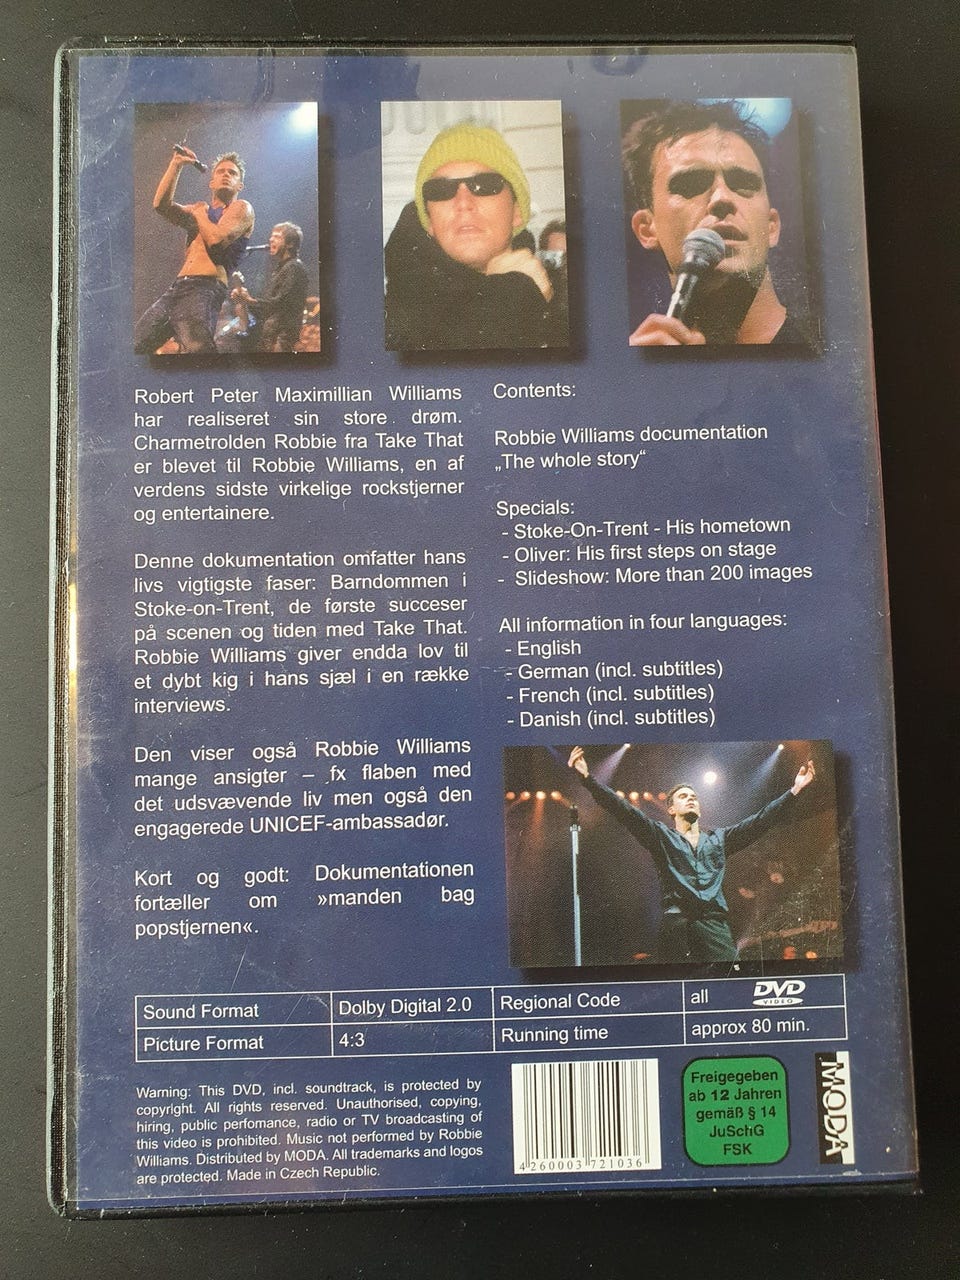 Robert Peter Maximillian Williams
har realiseret sin store drøm.
Charmetrolden Robbie fra Take That
er blevet til Robbie Williams, en af
verdens sidste virkelige rockstjerner
og entertainere.
Denne dokumentation omfatter hans
livs vigtigste faser: Barndommen i
Stoke-on-Trent, de første succeser
på scenen og tiden med Take That.
Robbie Williams giver endda lov til
et dybt kig i hans sjæl i en række
interviews.
Den viser også Robbie Williams
mange ansigter – fx flaben med
det udsvævende liv men også den
engagerede UNICEF-ambassadør.
Kort og godt: Dokumentationen
fortæller om »manden bag
popstjernen«.
Contents:
Robbie Williams documentation
„The whole story“
Specials:
- Stoke-On-Trent - His hometown
- Oliver: His first steps on stage
- Slideshow: More than 200 images
All information in four languages:
- English
- German (incl. subtitles)
- French (incl. subtitles)
- Danish (incl. subtitles)
Sound Format Dolby Digital 2.0 Regional Code all DVD VIDEO
Picture Format 4:3 Running time approx 80 min.
Warning: This DVD, incl. soundtrack, is protected by
copyright. All rights reserved. Unauthorised, copying,
hiring, public perfomance, radio or TV broadcasting of
this video is prohibited. Music not performed by Robbie
Williams. Distributed by MODA. All trademarks and logos
are protected. Made in Czech Republic.
4 260003 721036
Freigegeben
ab 12 Jahren
gemäß § 14
JuSchG
FSK
MODA